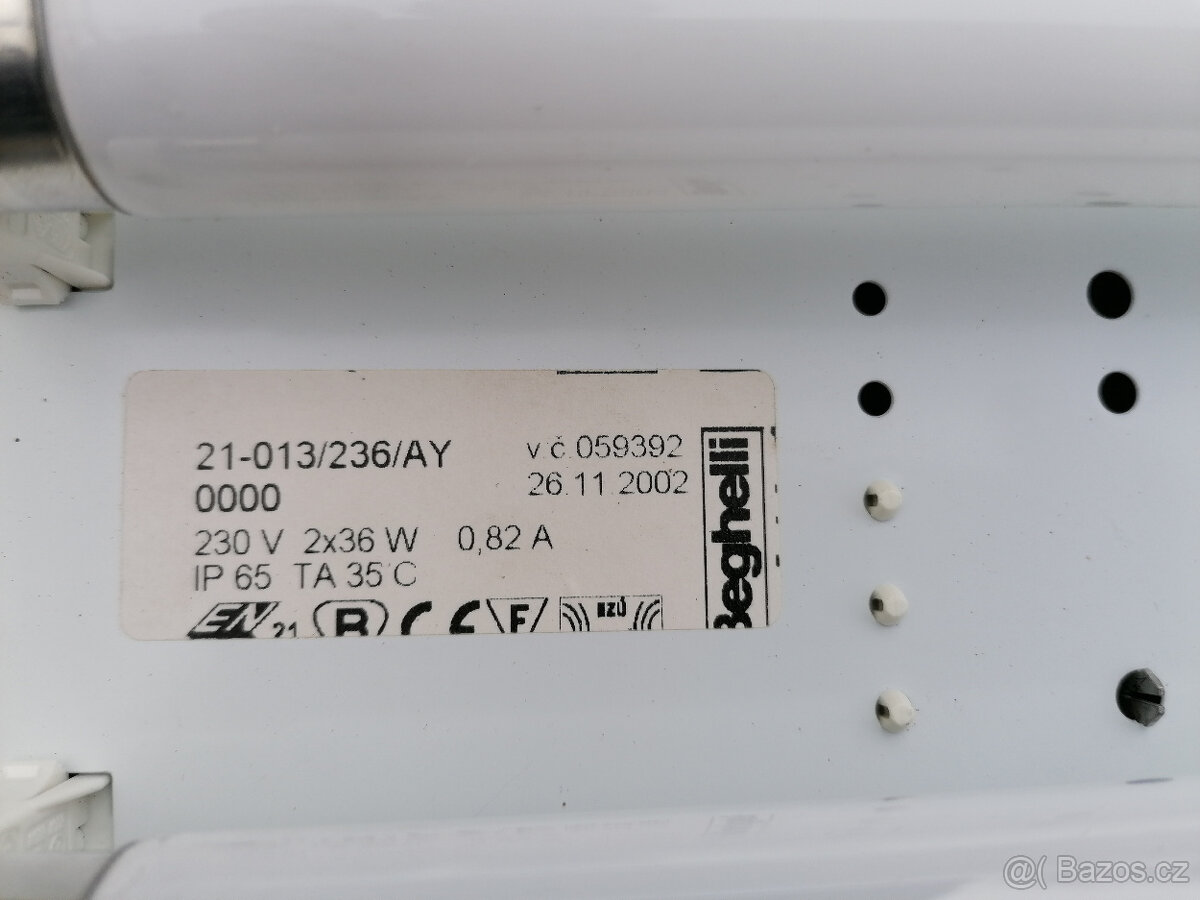 21-013/236/AY
0000
v.č.059392
26.11.2002
230 V 2x36 W 0,82 A
IP 65 TA 35 C
EN 21 B CE F EZÚ
Beghelli
@( Bazos.cz